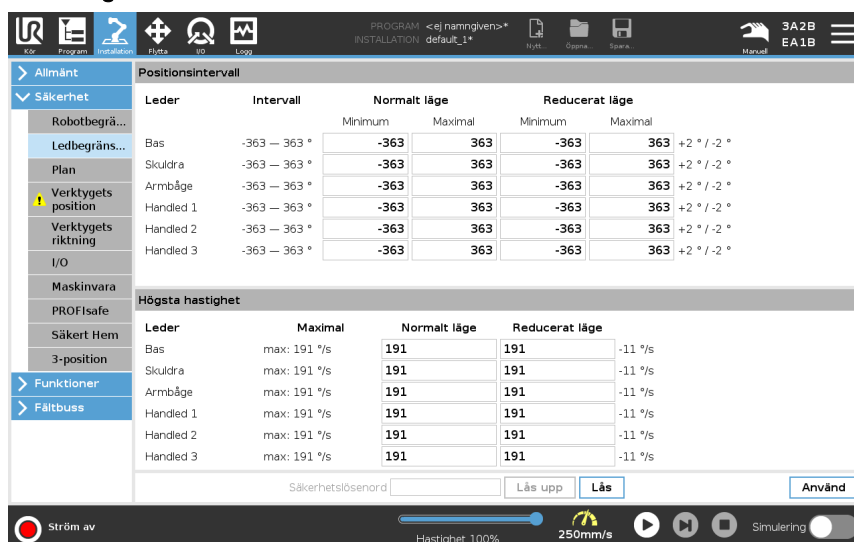 UR
PROGRAM <ej namngiven>*
INSTALLATION default_1*
Kör Program Installation Flytta I/O Logg Nytt... Öppna... Spara... Manuell
3A2B
EA1B
Allmänt
Säkerhet
Robotbegrä...
Ledbegräns...
Plan
Verktygets
position
Verktygets
riktning
I/O
Maskinvara
PROFIsafe
Säkert Hem
3-position
Funktioner
Fältbuss
Positionsintervall
Leder Intervall Normalt läge Reducerat läge
Minimum Maximal Minimum Maximal
Bas -363 — 363 ° -363 363 -363 363 +2 ° / -2 °
Skuldra -363 — 363 ° -363 363 -363 363 +2 ° / -2 °
Armbåge -363 — 363 ° -363 363 -363 363 +2 ° / -2 °
Handled 1 -363 — 363 ° -363 363 -363 363 +2 ° / -2 °
Handled 2 -363 — 363 ° -363 363 -363 363 +2 ° / -2 °
Handled 3 -363 — 363 ° -363 363 -363 363 +2 ° / -2 °
Högsta hastighet
Leder Maximal Normalt läge Reducerat läge
Bas max: 191 °/s 191 191 -11 °/s
Skuldra max: 191 °/s 191 191 -11 °/s
Armbåge max: 191 °/s 191 191 -11 °/s
Handled 1 max: 191 °/s 191 191 -11 °/s
Handled 2 max: 191 °/s 191 191 -11 °/s
Handled 3 max: 191 °/s 191 191 -11 °/s
Säkerhetslösenord Lås upp Lås Använd
Ström av Hastighet 100% 250mm/s Simulering